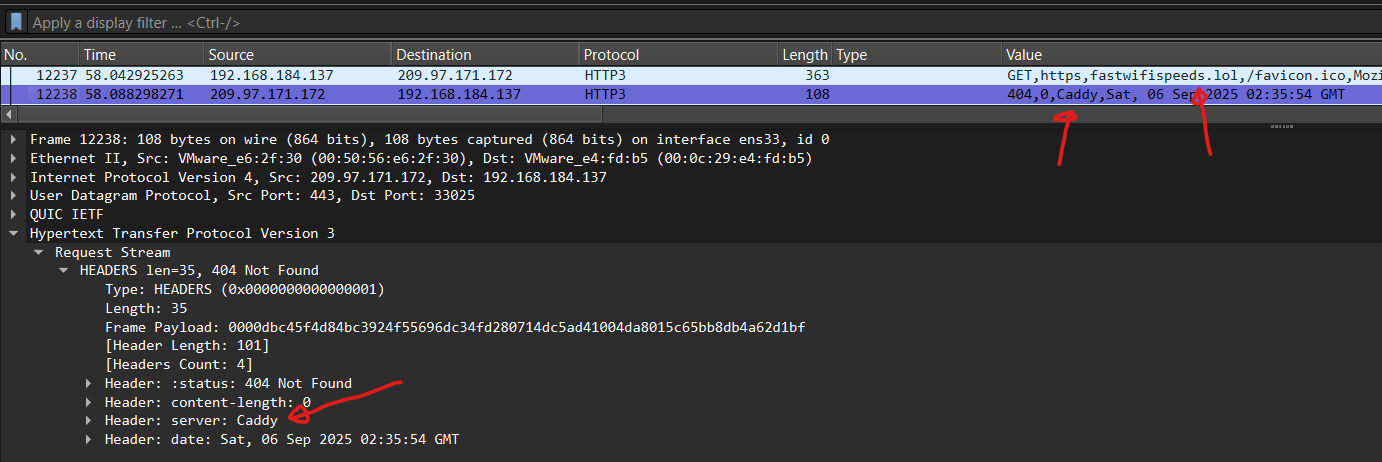 Apply a display filter … <Ctrl-/>
No. Time Source Destination Protocol Length Type Value
12237 58.042925263 192.168.184.137 209.97.171.172 HTTP3 363 GET,https,fastwifispeeds.lol,/favicon.ico,Mozi
12238 58.088298271 209.97.171.172 192.168.184.137 HTTP3 108 404,0,Caddy,Sat, 06 Sep 2025 02:35:54 GMT
Frame 12238: 108 bytes on wire (864 bits), 108 bytes captured (864 bits) on interface ens33, id 0
Ethernet II, Src: VMware_e6:2f:30 (00:50:56:e6:2f:30), Dst: VMware_e4:fd:b5 (00:0c:29:e4:fd:b5)
Internet Protocol Version 4, Src: 209.97.171.172, Dst: 192.168.184.137
User Datagram Protocol, Src Port: 443, Dst Port: 33025
QUIC IETF
Hypertext Transfer Protocol Version 3
Request Stream
HEADERS len=35, 404 Not Found
Type: HEADERS (0x0000000000000001)
Length: 35
Frame Payload: 0000dbc45f4d84bc3924f55696dc34fd280714dc5ad41004da8015c65bb8db4a62d1bf
[Header Length: 101]
[Headers Count: 4]
Header: :status: 404 Not Found
Header: content-length: 0
Header: server: Caddy
Header: date: Sat, 06 Sep 2025 02:35:54 GMT